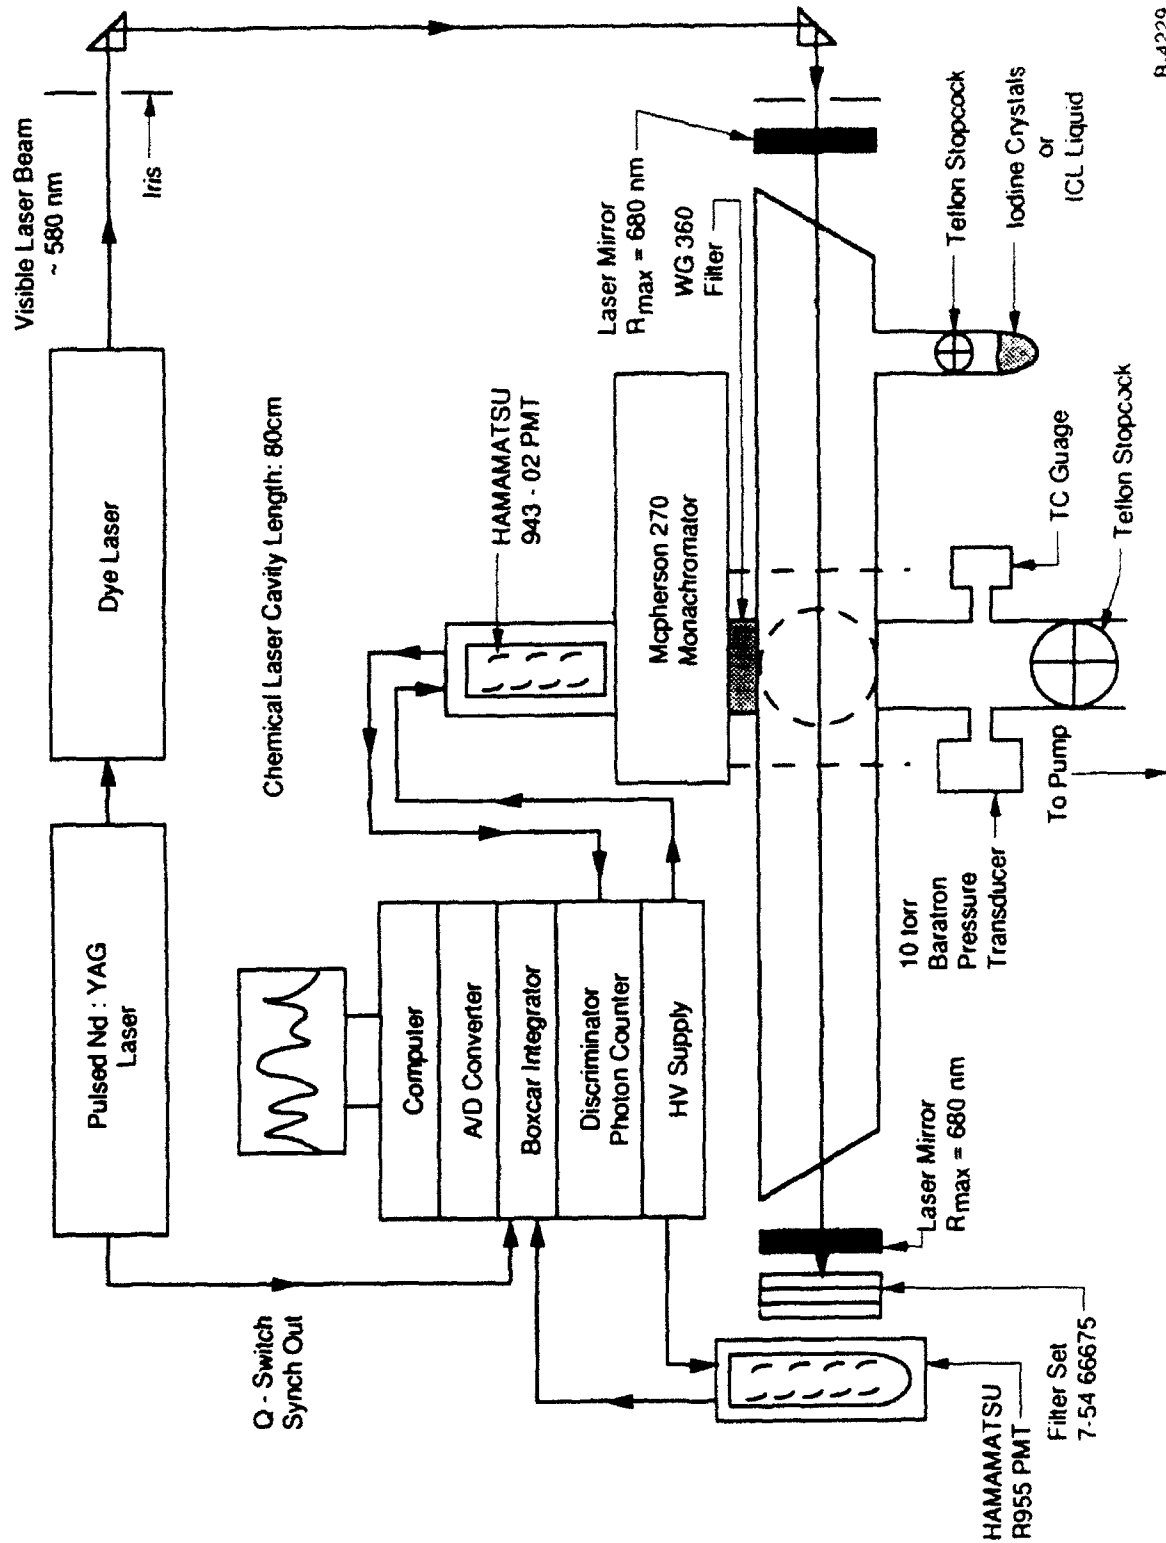 Pulsed Nd : YAG
Laser
Dye Laser
Visible Laser Beam
~ 580 nm
Iris
Q - Switch
Synch Out
Chemical Laser Cavity Length: 80cm
Computer
A/D Converter
Boxcar Integrator
Discriminator
Photon Counter
HV Supply
HAMAMATSU
943 - 02 PMT
Mcpherson 270
Monachromator
Laser Mirror
Rmax = 680 nm
WG 360
Filter
HAMAMATSU
R955 PMT
Filter Set
7-54 66675
Laser Mirror
Rmax = 680 nm
10 torr
Baratron
Pressure
Transducer
To Pump
TC Guage
Teflon Stopcock
Teflon Stopcock
Iodine Crystals
or
ICL Liquid